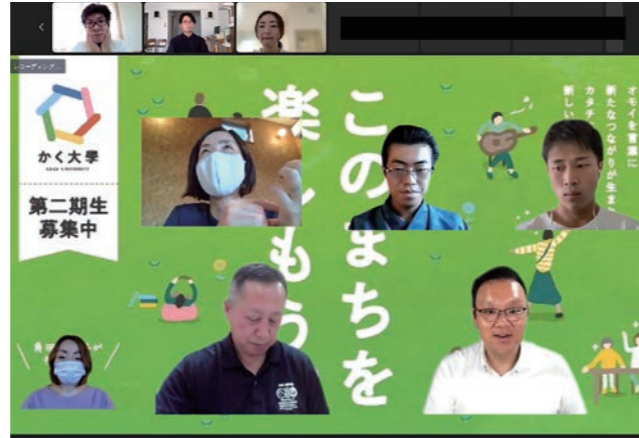 レコーディング...
かく大學
KAKU UNIVERSITY
第二期生
募集中
このまちを
楽しもう
オモイを言葉に
新たなつながりが生ま
カタチ
新しい